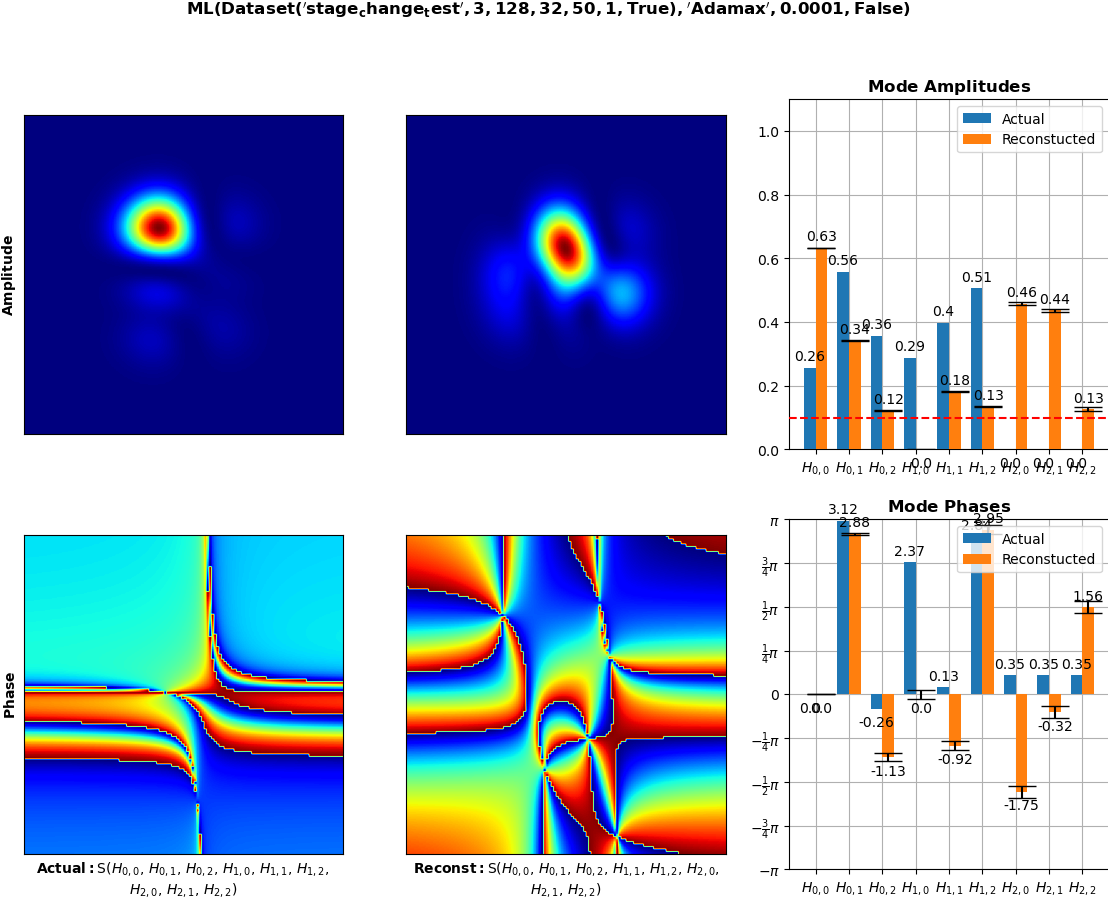 ML(Dataset('stage_change_test', 3, 128, 32, 50, 1, True), 'Adamax', 0.0001, False)
Amplitude
Mode Amplitudes
Actual
Reconstucted
1.0
0.8
0.6
0.4
0.2
0.0
0.26
0.63
0.56
0.34
0.36
0.12
0.29
0.0
0.4
0.18
0.51
0.13
0.0
0.46
0.0
0.44
0.0
0.13
H0,0 H0,1 H0,2 H1,0 H1,1 H1,2 H2,0 H2,1 H2,2
Phase
Actual: S(H0,0, H0,1, H0,2, H1,0, H1,1, H1,2,
H2,0, H2,1, H2,2)
Reconst: S(H0,0, H0,1, H0,2, H1,1, H1,2, H2,0,
H2,1, H2,2)
Mode Phases
Actual
Reconstucted
π
3/4π
1/2π
1/4π
0
−1/4π
−1/2π
−3/4π
−π
0.0
0.0
3.12
2.88
-0.26
-1.13
2.37
0.0
0.13
-0.92
2.95
0.35
-1.75
0.35
-0.32
0.35
1.56
H0,0 H0,1 H0,2 H1,0 H1,1 H1,2 H2,0 H2,1 H2,2